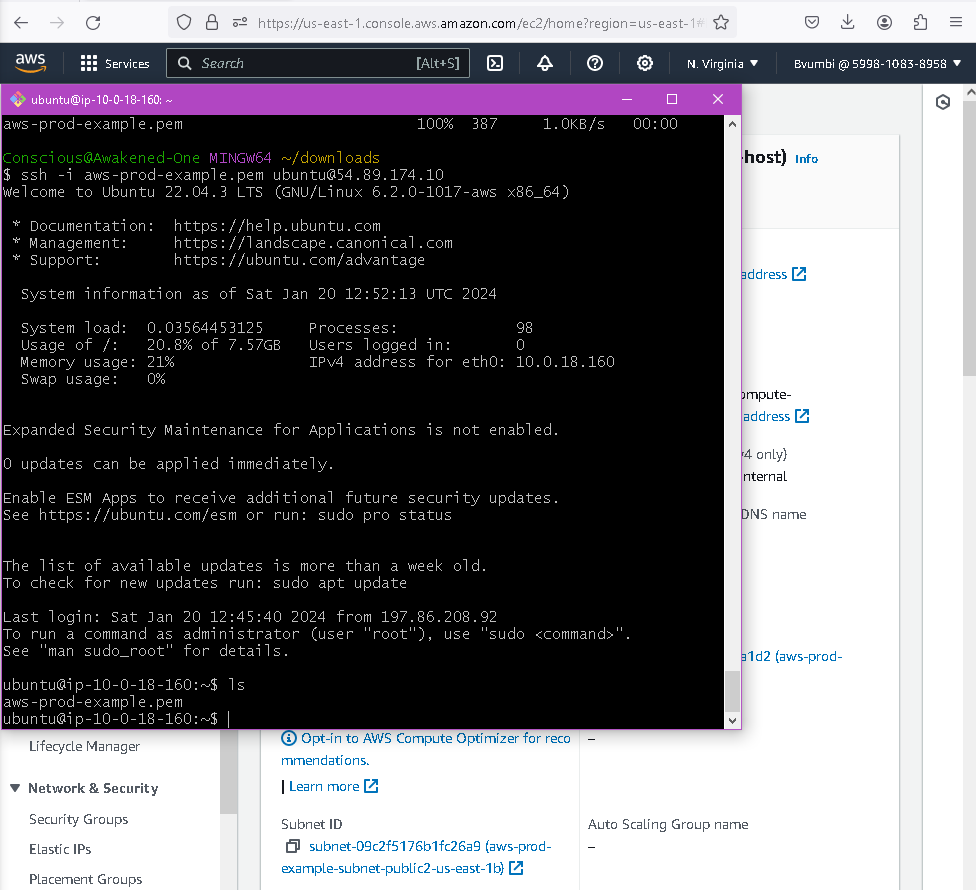 https://us-east-1.console.aws.amazon.com/ec2/home?region=us-east-1#
aws
Services
Search
[Alt+S]
N. Virginia
Bvumbi @ 5998-1083-8958
ubuntu@ip-10-0-18-160: ~
aws-prod-example.pem 100% 387 1.0KB/s 00:00
Conscious@Awakened-One MINGW64 ~/downloads
$ ssh -i aws-prod-example.pem ubuntu@54.89.174.10
Welcome to Ubuntu 22.04.3 LTS (GNU/Linux 6.2.0-1017-aws x86_64)
* Documentation: https://help.ubuntu.com
* Management: https://landscape.canonical.com
* Support: https://ubuntu.com/advantage
System information as of Sat Jan 20 12:52:13 UTC 2024
System load: 0.03564453125 Processes: 98
Usage of /: 20.8% of 7.57GB Users logged in: 0
Memory usage: 21% IPv4 address for eth0: 10.0.18.160
Swap usage: 0%
Expanded Security Maintenance for Applications is not enabled.
0 updates can be applied immediately.
Enable ESM Apps to receive additional future security updates.
See https://ubuntu.com/esm or run: sudo pro status
The list of available updates is more than a week old.
To check for new updates run: sudo apt update
Last login: Sat Jan 20 12:45:40 2024 from 197.86.208.92
To run a command as administrator (user "root"), use "sudo <command>".
See "man sudo_root" for details.
ubuntu@ip-10-0-18-160:~$ ls
aws-prod-example.pem
ubuntu@ip-10-0-18-160:~$
-host) Info
address
ompute-
address
v4 only)
nternal
DNS name
a1d2 (aws-prod-
Lifecycle Manager
Network & Security
Security Groups
Elastic IPs
Placement Groups
Opt-in to AWS Compute Optimizer for reco
mmendations.
| Learn more
–
Subnet ID
subnet-09c2f5176b1fc26a9 (aws-prod-
example-subnet-public2-us-east-1b)
Auto Scaling Group name
–